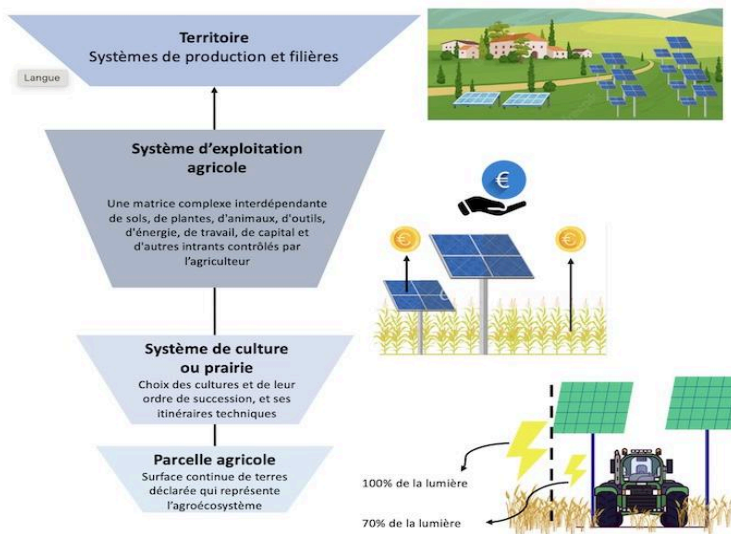 Territoire
Systèmes de production et filières
Langue
Système d'exploitation
agricole
Une matrice complexe interdépendante
de sols, de plantes, d'animaux, d'outils,
d'énergie, de travail, de capital et
d'autres intrants contrôlés par
l'agriculteur
Système de culture
ou prairie
Choix des cultures et de leur
ordre de succession, et ses
itinéraires techniques
Parcelle agricole
Surface continue de terres
déclarée qui représente
l'agroécosystème
€
€
€
100% de la lumière
70% de la lumière